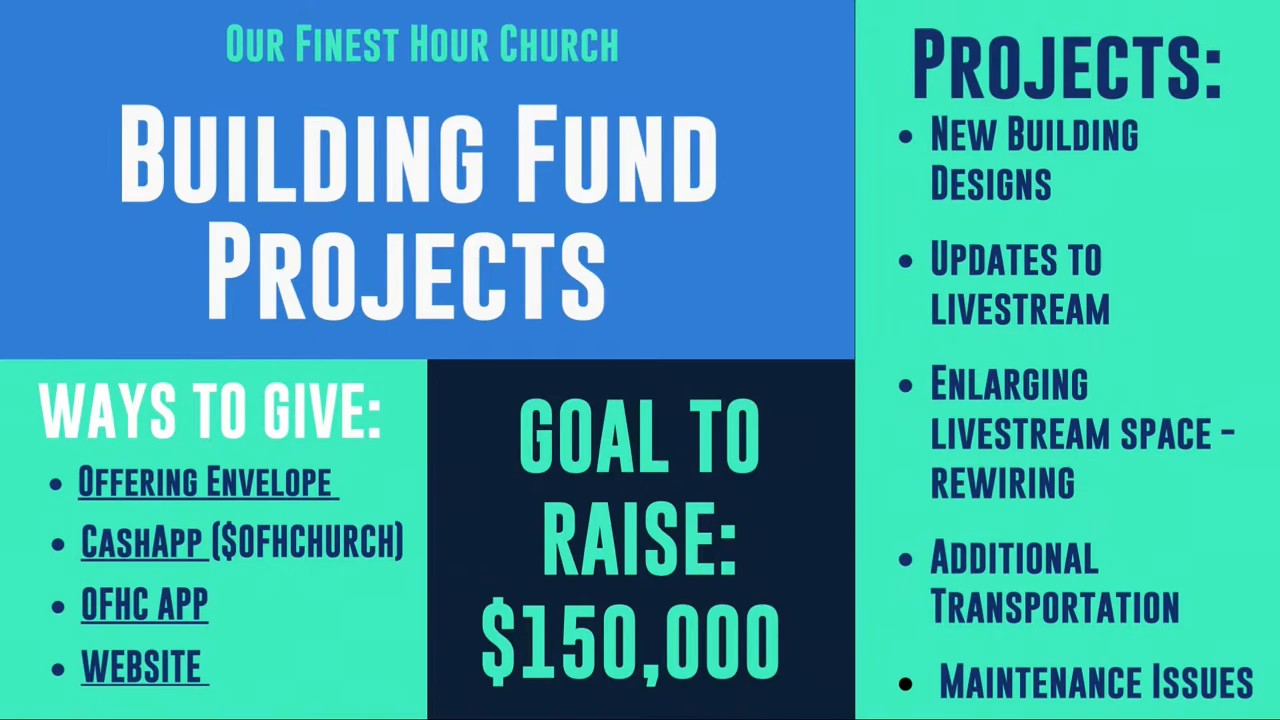 Our Finest Hour Church
Building Fund
Projects
WAYS TO GIVE:
• Offering Envelope
• CashApp ($OFHCHURCH)
• OFHC APP
• WEBSITE
GOAL TO
RAISE:
$150,000
Projects:
• New Building
Designs
• Updates to
livestream
• Enlarging
livestream space -
rewiring
• Additional
Transportation
• Maintenance Issues